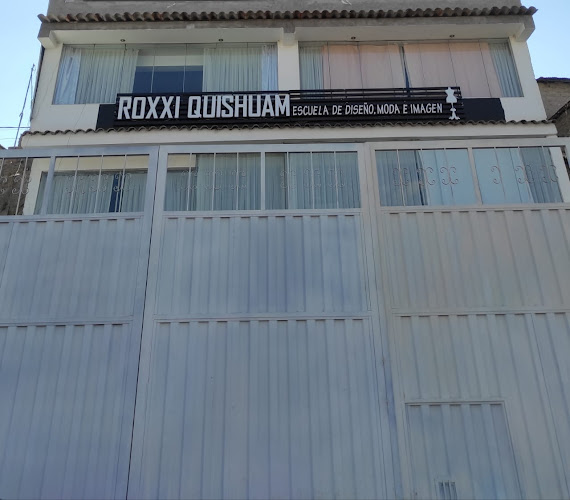 ROXXI QUISHUAM ESCUELA DE DISEÑO, MODA E IMAGEN